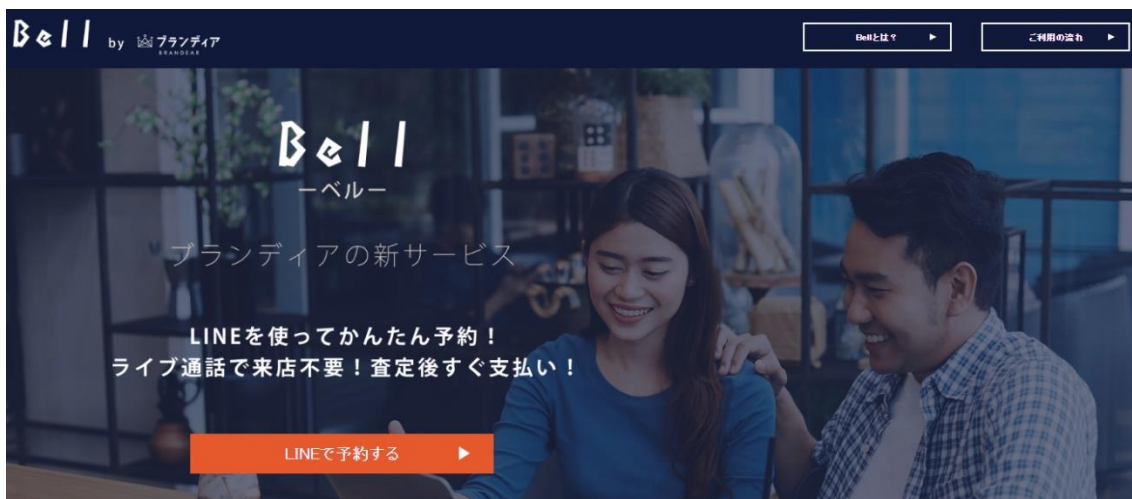 Bell by ブランディア
BRANDEAR
Bellとは？ ▶
ご利用の流れ ▶
Bell
ーベルー
ブランディアの新サービス
LINEを使ってかんたん予約！
ライブ通話で来店不要！査定後すぐ支払い！
LINEで予約する ▶